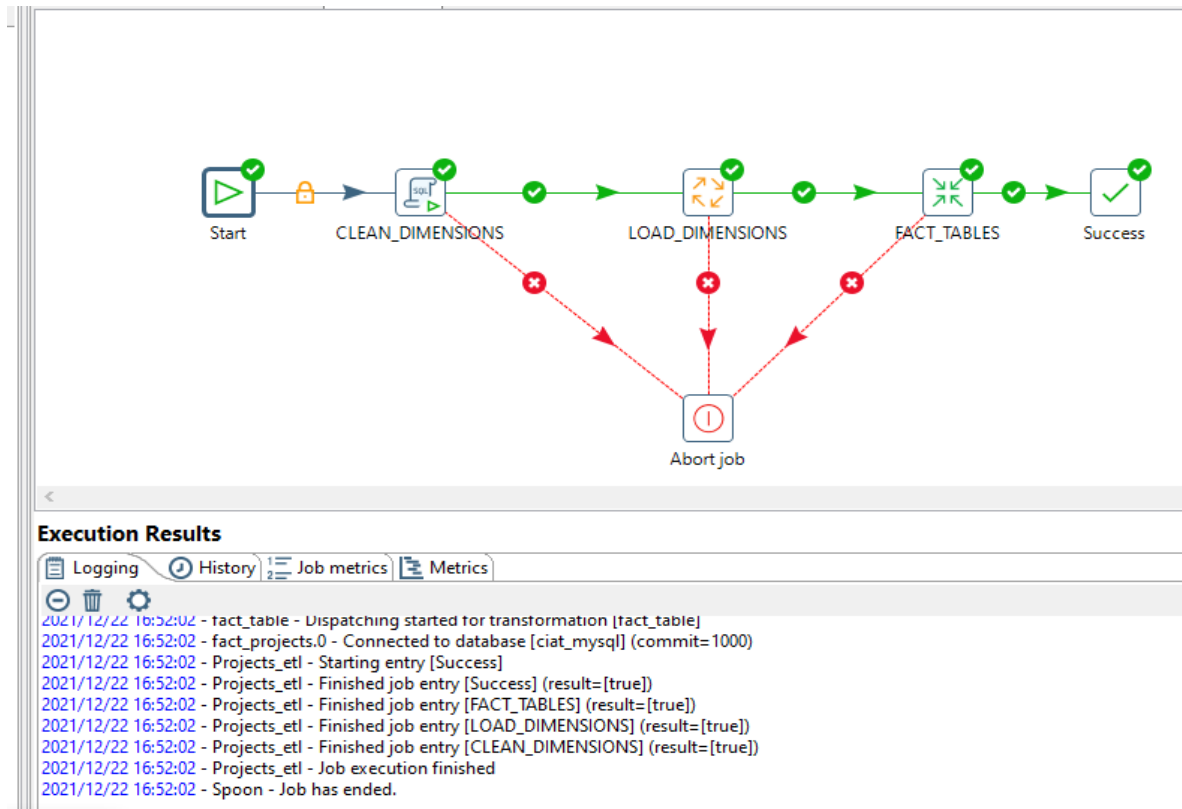 SQL
Start
CLEAN_DIMENSIONS
LOAD_DIMENSIONS
FACT_TABLES
Success
Abort job
Execution Results
Logging History 1 2 Job metrics Metrics
2021/12/22 16:52:02 - fact_table - Dispatching started for transformation [fact_table]
2021/12/22 16:52:02 - fact_projects.0 - Connected to database [ciat_mysql] (commit=1000)
2021/12/22 16:52:02 - Projects_etl - Starting entry [Success]
2021/12/22 16:52:02 - Projects_etl - Finished job entry [Success] (result=[true])
2021/12/22 16:52:02 - Projects_etl - Finished job entry [FACT_TABLES] (result=[true])
2021/12/22 16:52:02 - Projects_etl - Finished job entry [LOAD_DIMENSIONS] (result=[true])
2021/12/22 16:52:02 - Projects_etl - Finished job entry [CLEAN_DIMENSIONS] (result=[true])
2021/12/22 16:52:02 - Projects_etl - Job execution finished
2021/12/22 16:52:02 - Spoon - Job has ended.